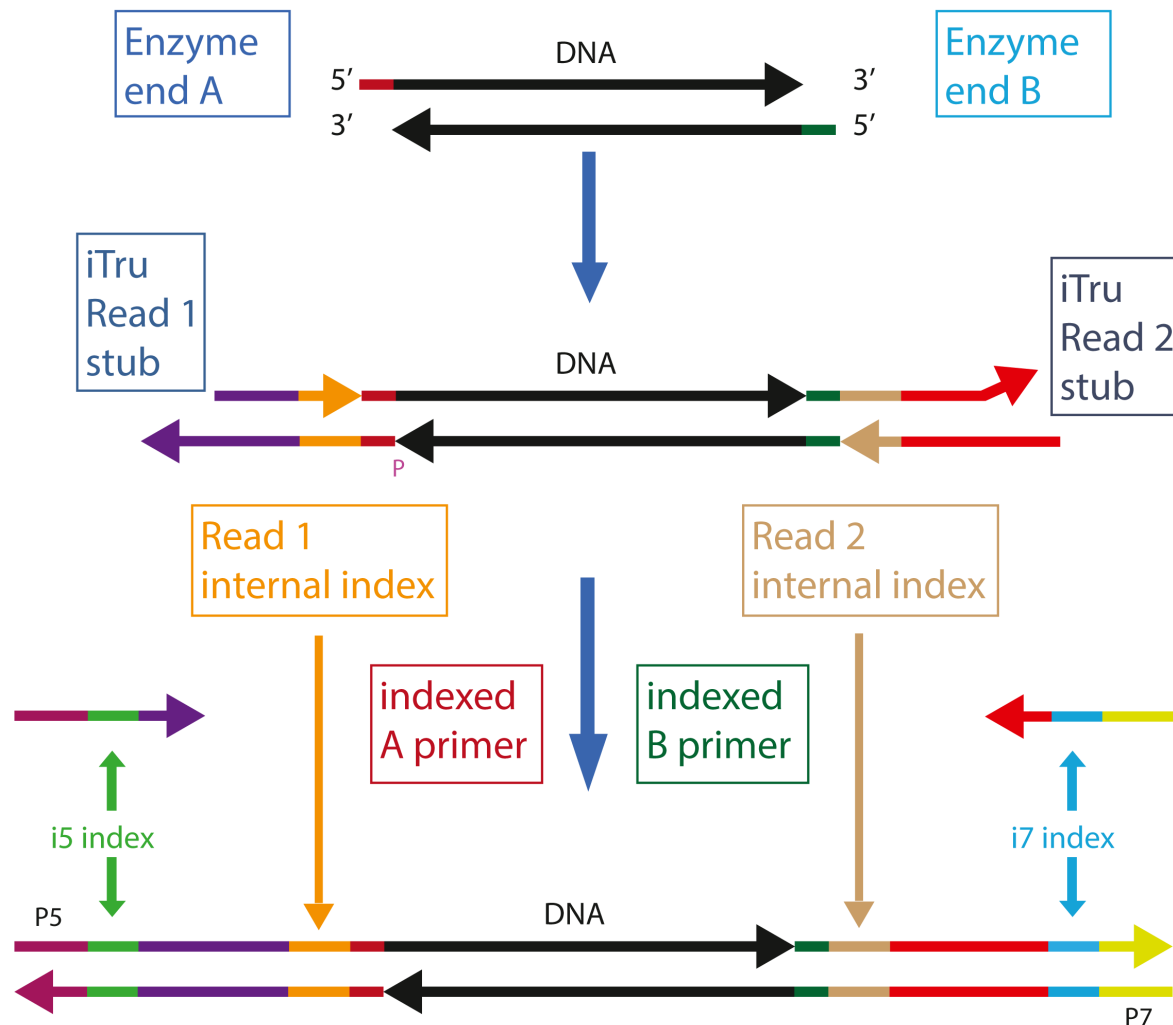 Enzyme
end A
DNA
Enzyme
end B
5’
3’
3’
5’
iTru
Read 1
stub
iTru
Read 2
stub
DNA
P
Read 1
internal index
Read 2
internal index
indexed
A primer
indexed
B primer
i5 index
i7 index
P5
DNA
P7